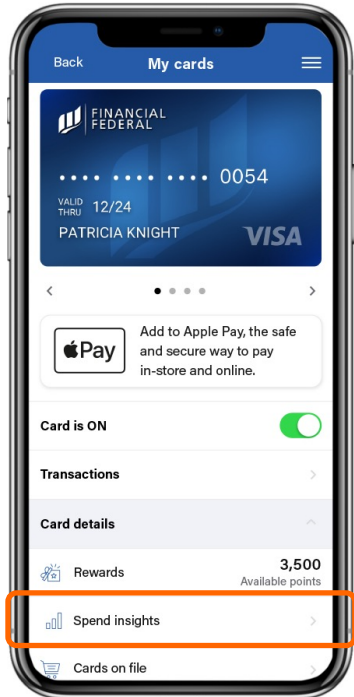 Back My cards
FINANCIAL
FEDERAL
•••• •••• •••• 0054
VALID
THRU 12/24
PATRICIA KNIGHT VISA
Pay
Add to Apple Pay, the safe
and secure way to pay
in-store and online.
Card is ON
Transactions
Card details
Rewards 3,500
Available points
Spend insights
Cards on file